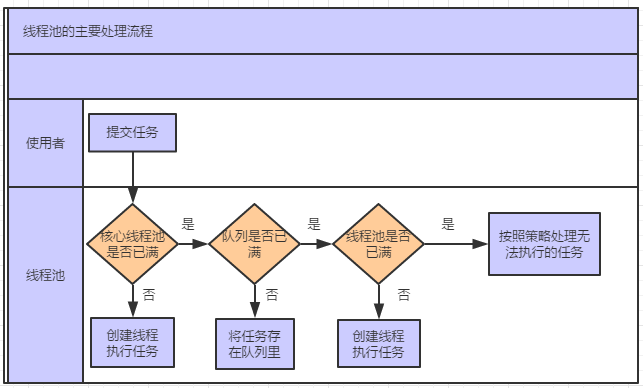 线程池的主要处理流程
使用者
提交任务
线程池
核心线程池
是否已满
是
队列是否已
满
是
线程池是否
已满
是
按照策略处理无
法执行的任务
否
否
否
创建线程
执行任务
将任务存
在队列里
创建线程
执行任务